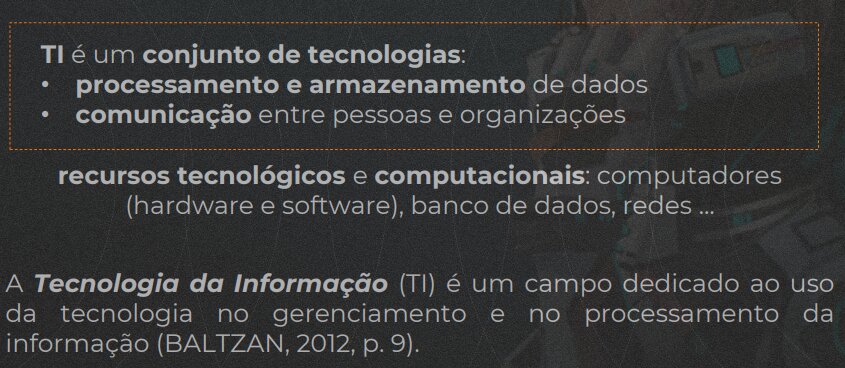 TI é um conjunto de tecnologias:
• processamento e armazenamento de dados
• comunicação entre pessoas e organizações
recursos tecnológicos e computacionais: computadores
(hardware e software), banco de dados, redes ...
A Tecnologia da Informação (TI) é um campo dedicado ao uso
da tecnologia no gerenciamento e no processamento da
informação (BALTZAN, 2012, p. 9).